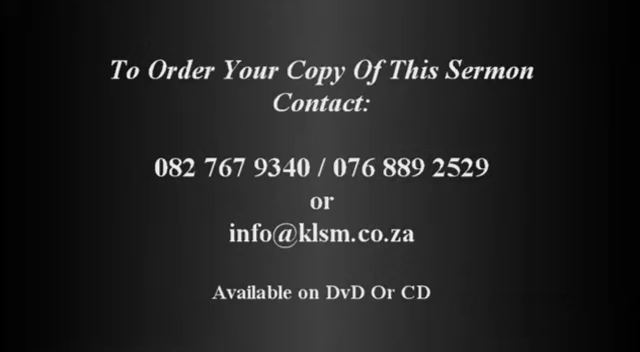 To Order Your Copy Of This Sermon
Contact:
082 767 9340 / 076 889 2529
or
info@klsm.co.za
Available on DvD Or CD